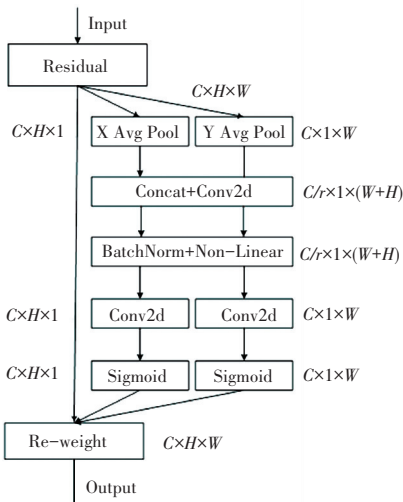 Input
Residual
C×H×W
C×H×1
X Avg Pool
Y Avg Pool
C×1×W
Concat+Conv2d
C/r×1×(W+H)
BatchNorm+Non-Linear
C/r×1×(W+H)
C×H×1
Conv2d
Conv2d
C×1×W
C×H×1
Sigmoid
Sigmoid
C×1×W
Re-weight
C×H×W
Output